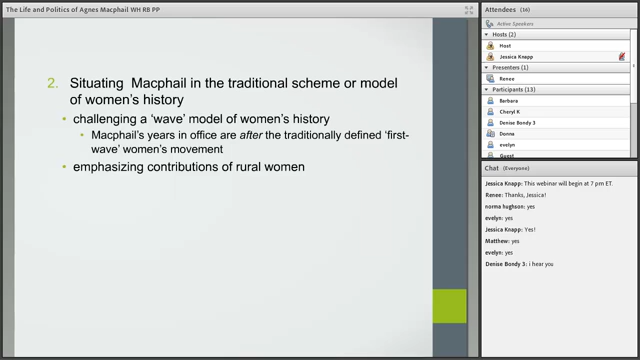 The Life and Politics of Agnes Macphail WH RB PP
2. Situating Macphail in the traditional scheme or model
of women's history
• challenging a 'wave' model of women's history
• Macphail's years in office are after the traditionally defined 'first-
wave' women's movement
• emphasizing contributions of rural women
Attendees (16)
Active Speakers
Hosts (2)
Host
Jessica Knapp
Presenters (1)
Renee
Participants (13)
Barbara
Cheryl K
Denise Bondy 3
Donna
evelyn
Guest
Chat (Everyone)
Jessica Knapp: This webinar will begin at 7 pm ET.
Renee: Thanks, Jessica!
norma hughson: yes
evelyn: yes
Jessica Knapp: Yes!
Matthew: yes
evelyn: yes
Denise Bondy 3: i hear you